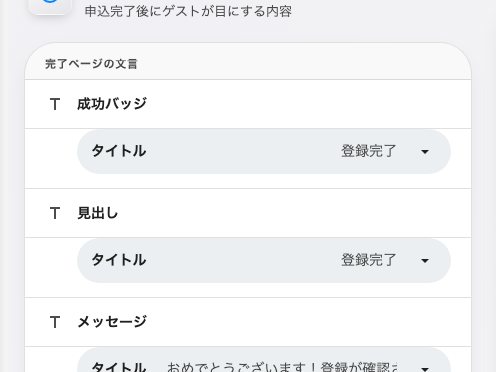 申込完了後にゲストが目にする内容
完了ページの文言
成功バッジ
タイトル 登録完了
見出し
タイトル 登録完了
メッセージ
タイトル おめでとうございます！登録が確認さ